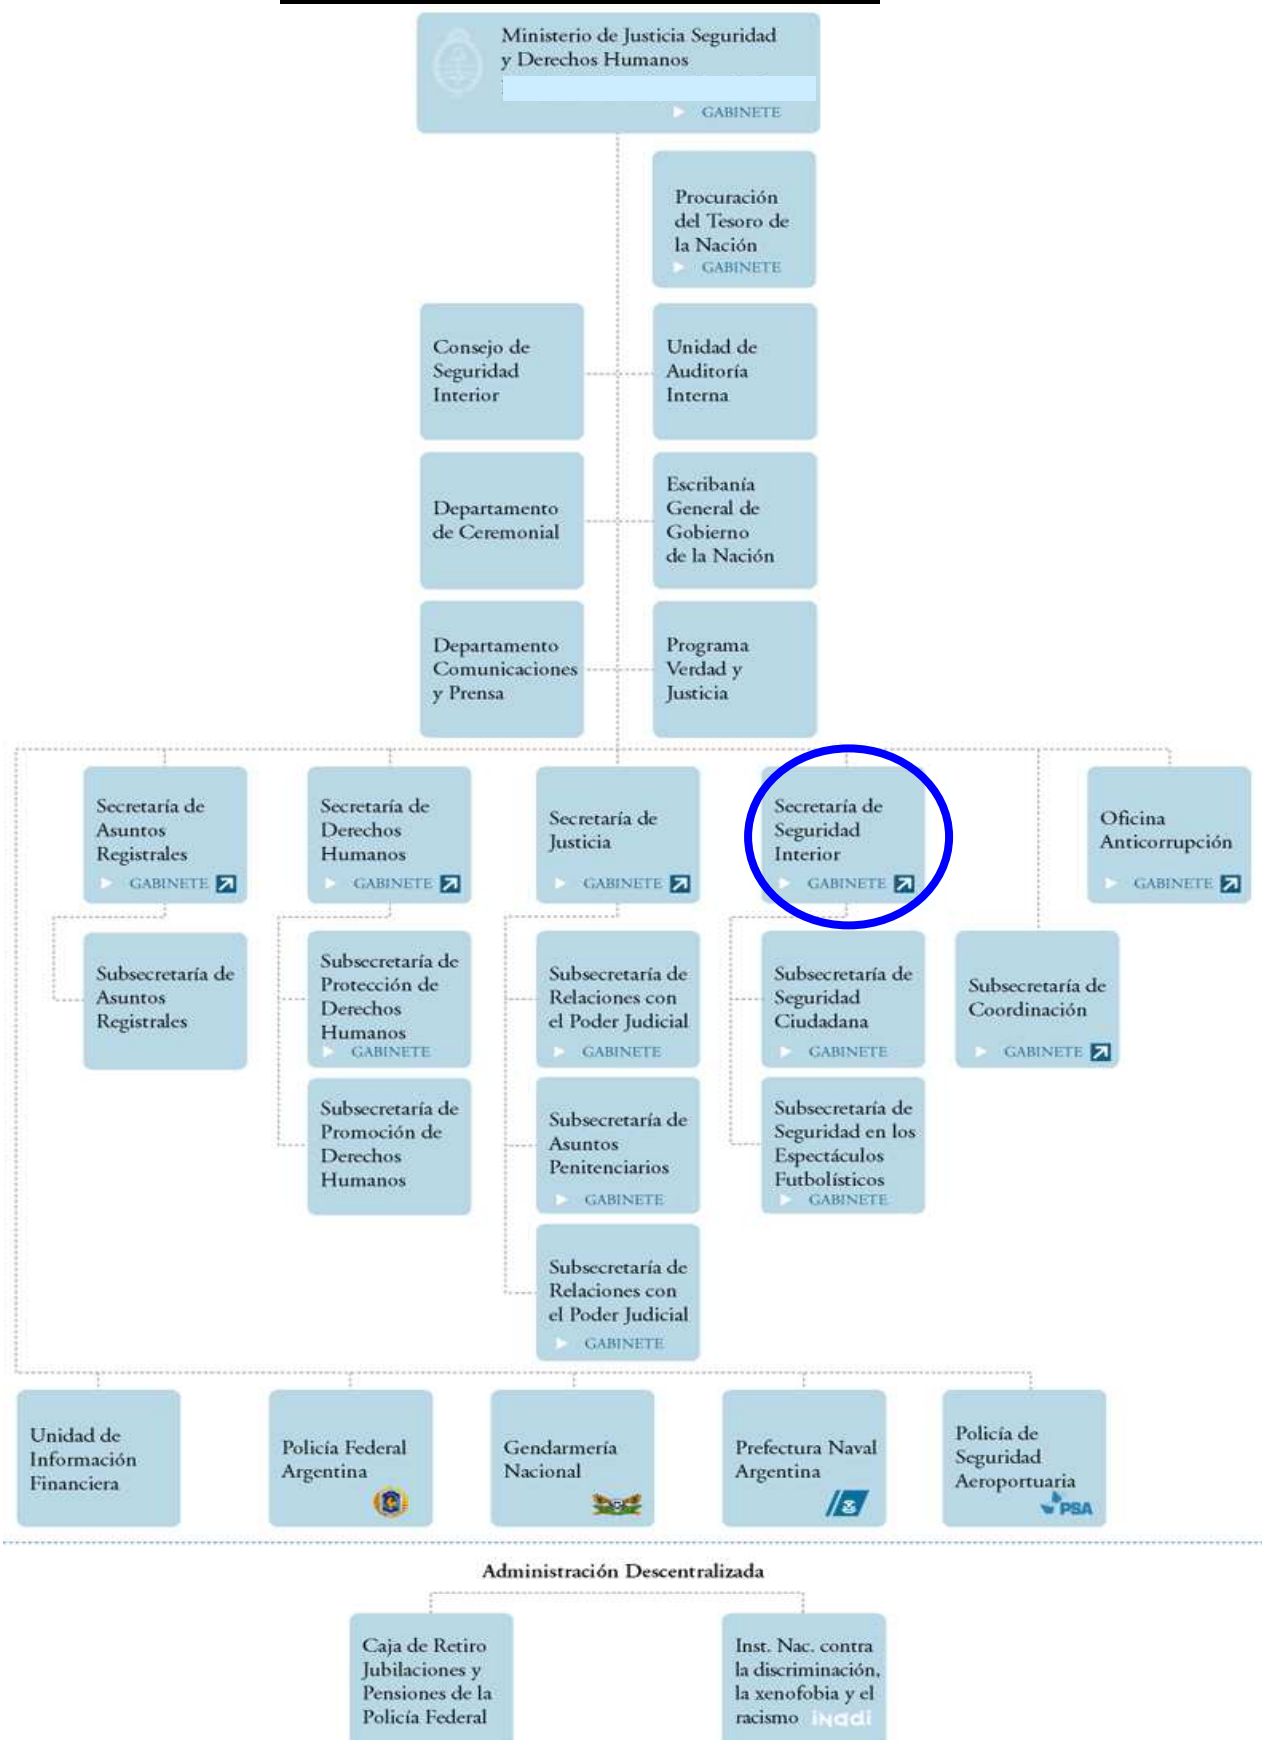 Ministerio de Justicia Seguridad
y Derechos Humanos
GABINETE
Procuración
del Tesoro de
la Nación
GABINETE
Consejo de
Seguridad
Interior
Unidad de
Auditoría
Interna
Departamento
de Ceremonial
Escribanía
General de
Gobierno
de la Nación
Departamento
Comunicaciones
y Prensa
Programa
Verdad y
Justicia
Secretaría de
Asuntos
Registrales
GABINETE
Secretaría de
Derechos
Humanos
GABINETE
Secretaría de
Justicia
GABINETE
Secretaría de
Seguridad
Interior
GABINETE
Oficina
Anticorrupción
GABINETE
Subsecretaría de
Asuntos
Registrales
Subsecretaría de
Protección de
Derechos
Humanos
GABINETE
Subsecretaría de
Relaciones con
el Poder Judicial
GABINETE
Subsecretaría de
Seguridad
Ciudadana
GABINETE
Subsecretaría de
Coordinación
GABINETE
Subsecretaría de
Promoción de
Derechos
Humanos
Subsecretaría de
Asuntos
Penitenciarios
GABINETE
Subsecretaría de
Seguridad en los
Espectáculos
Futbolísticos
GABINETE
Subsecretaría de
Relaciones con
el Poder Judicial
GABINETE
Unidad de
Información
Financiera
Policía Federal
Argentina
Gendarmería
Nacional
Prefectura Naval
Argentina
Policía de
Seguridad
Aeroportuaria
PSA
Administración Descentralizada
Caja de Retiro
Jubilaciones y
Pensiones de la
Policía Federal
Inst. Nac. contra
la discriminación,
la xenofobia y el
racismo inadi